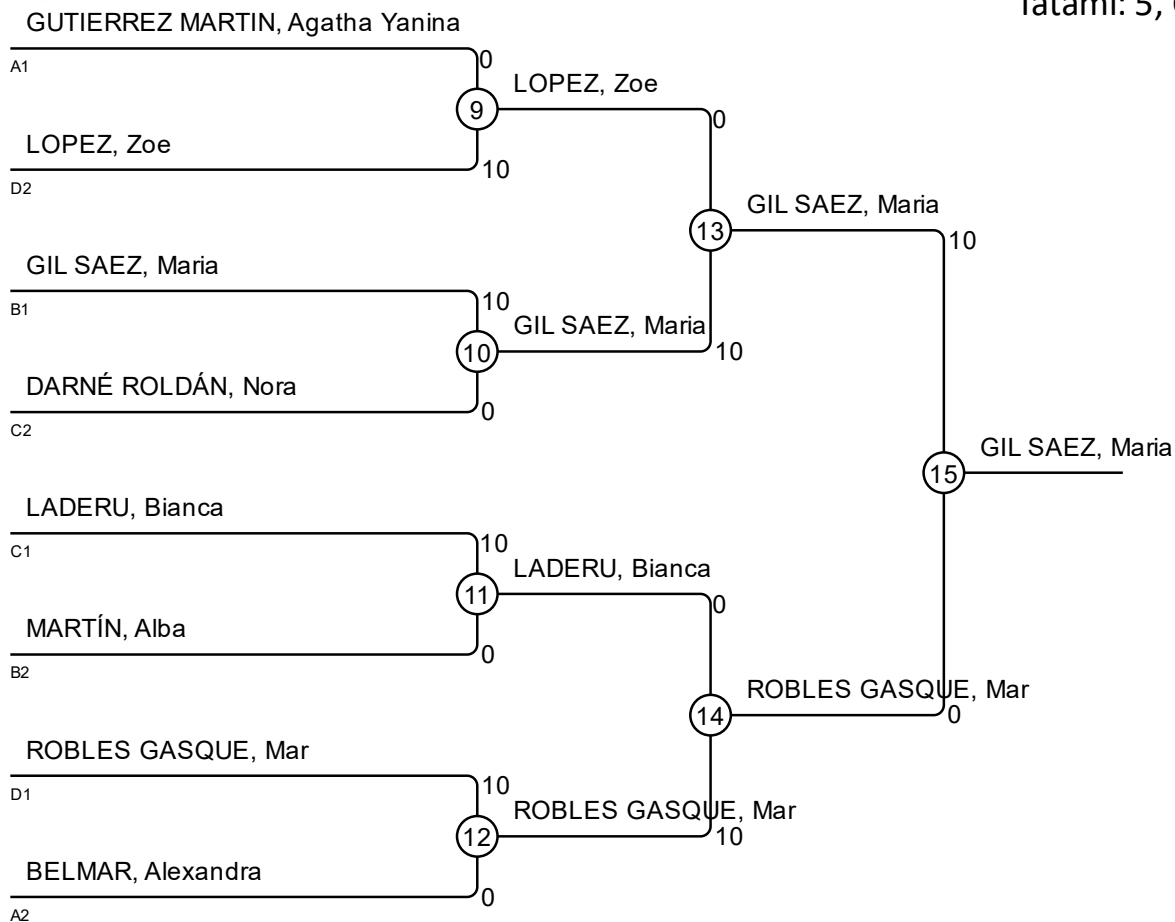 Tatami: 5,
GUTIERREZ MARTIN, Agatha Yanina
A1
0
9
LOPEZ, Zoe
0
LOPEZ, Zoe
10
D2
GIL SAEZ, Maria
13
10
GIL SAEZ, Maria
B1
10
GIL SAEZ, Maria
10
10
DARNÉ ROLDÁN, Nora
0
C2
GIL SAEZ, Maria
15
LADERU, Bianca
C1
10
LADERU, Bianca
11
0
MARTÍN, Alba
0
B2
ROBLES GASQUE, Mar
14
0
ROBLES GASQUE, Mar
D1
10
ROBLES GASQUE, Mar
12
10
BELMAR, Alexandra
0
A2